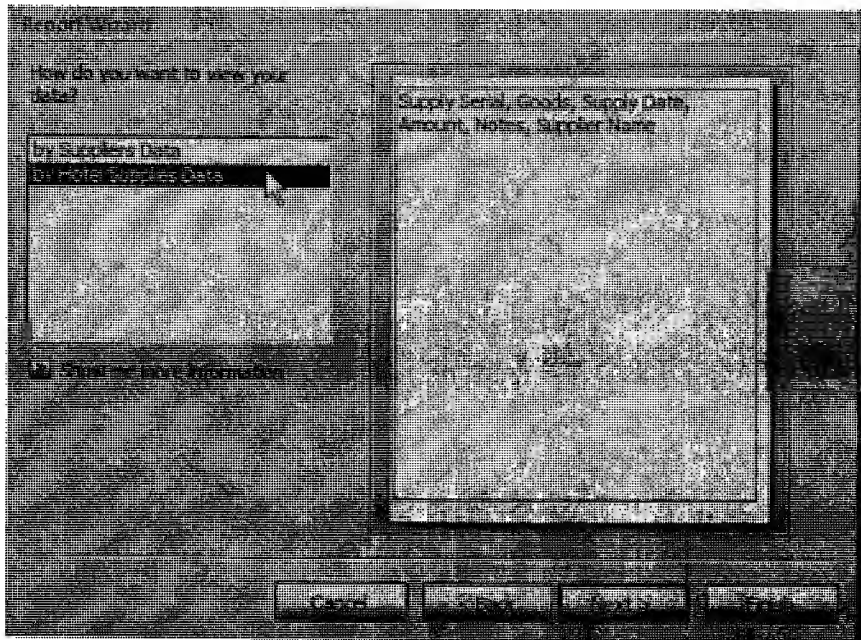 Report Wizard
How do you want to view your
data?
by Suppliers Data
by Hotel Supplies Data
Supply Serial, Goods, Supply Date,
Amount, Notes, Supplier Name
Show me more information
Cancel
< Back
Next >
Finish